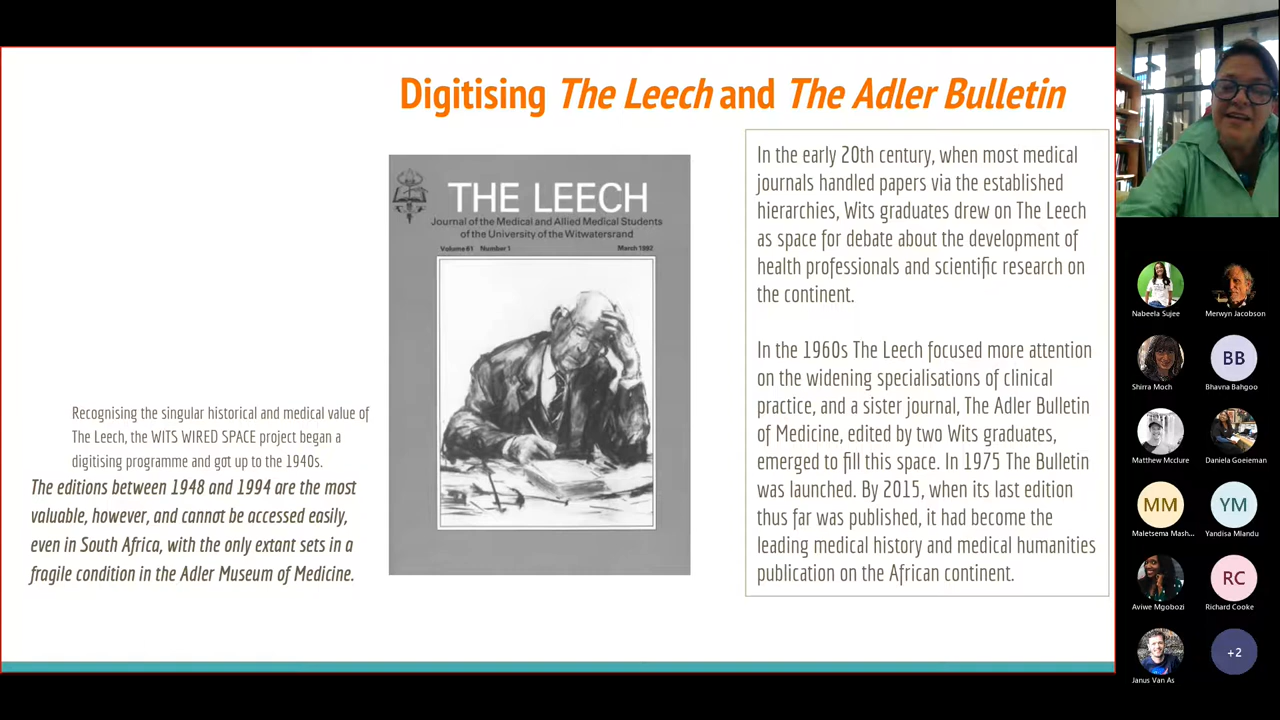 Digitising The Leech and The Adler Bulletin
THE LEECH
Journal of the Medical and Allied Medical Students
of the University of the Witwatersrand
Volume 61 Number 1 March 1992
In the early 20th century, when most medical
journals handled papers via the established
hierarchies, Wits graduates drew on The Leech
as space for debate about the development of
health professionals and scientific research on
the continent.
In the 1960s The Leech focused more attention
on the widening specialisations of clinical
practice, and a sister journal, The Adler Bulletin
of Medicine, edited by two Wits graduates,
emerged to fill this space. In 1975 The Bulletin
was launched. By 2015, when its last edition
thus far was published, it had become the
leading medical history and medical humanities
publication on the African continent.
Recognising the singular historical and medical value of
The Leech, the WITS WIRED SPACE project began a
digitising programme and got up to the 1940s.
The editions between 1948 and 1994 are the most
valuable, however, and cannot be accessed easily,
even in South Africa, with the only extant sets in a
fragile condition in the Adler Museum of Medicine.
Nabeela Sujee
Merwyn Jacobson
Shirra Moch
BB
Bhavna Bahgoo
Matthew Mcclure
Daniela Goeieman
MM
Maletsema Mash...
YM
Yandisa Mlandu
Aviwe Mgobozi
RC
Richard Cooke
Janus Van As
+2